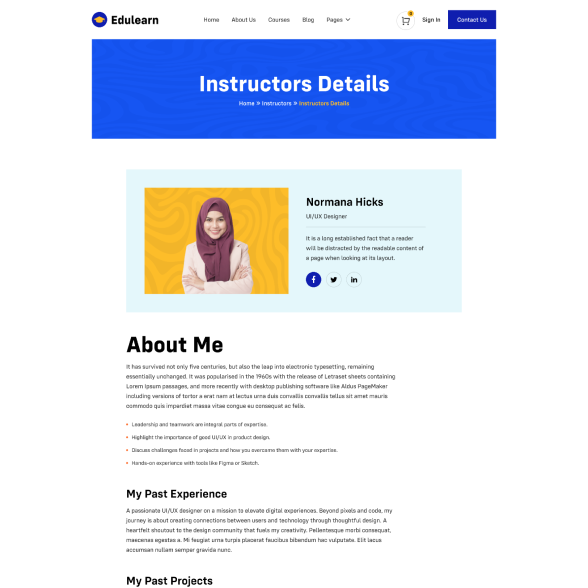 Edulearn
Home About Us Courses Blog Pages
0
Sign In
Contact Us
Instructors Details
Home » Instructors » Instructors Details
Normana Hicks
UI/UX Designer
It is a long established fact that a reader
will be distracted by the readable content of
a page when looking at its layout.
About Me
It has survived not only five centuries, but also the leap into electronic typesetting, remaining
essentially unchanged. It was popularised in the 1960s with the release of Letraset sheets containing
Lorem Ipsum passages, and more recently with desktop publishing software like Aldus PageMaker
including versions of tortor a erat nam at lectus urna duis convallis convallis tellus sit amet mauris
commodo quis imperdiet massa vitae congue eu consequat ac felis.
Leadership and teamwork are integral parts of expertise.
Highlight the importance of good UI/UX in product design.
Discuss challenges faced in projects and how you overcame them with your expertise.
Hands-on experience with tools like Figma or Sketch.
My Past Experience
A passionate UI/UX designer on a mission to elevate digital experiences. Beyond pixels and code, my
journey is about creating connections between users and technology through thoughtful design. A
heartfelt shoutout to the design community that fuels my creativity. Pellentesque morbi consequat,
maecenas egestas a. Mi feugiat urna turpis placerat faucibus bibendum hac vulputate. Elit lacus
accumsan nullam semper gravida nunc.
My Past Projects